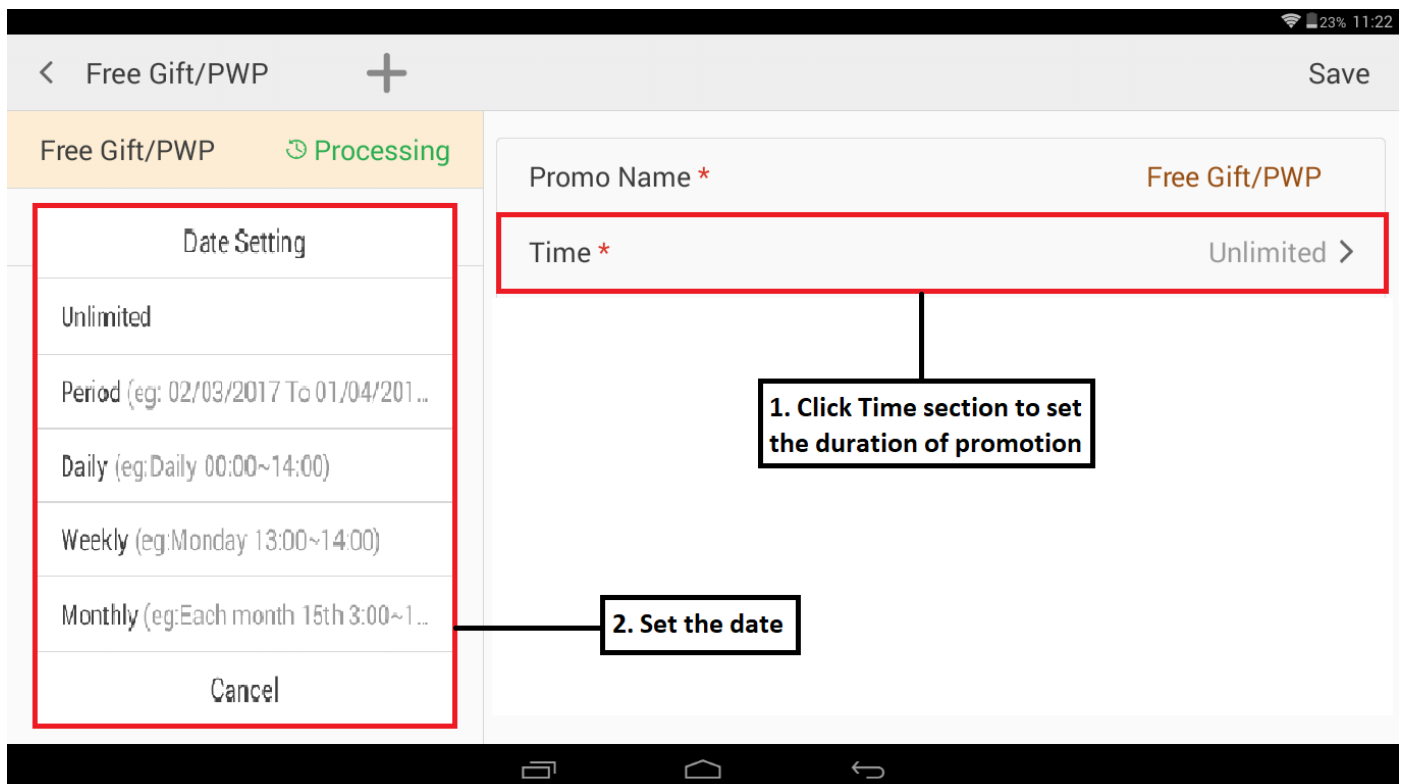 23% 11:22
Free Gift/PWP
Save
Free Gift/PWP Processing
Promo Name * Free Gift/PWP
Time * Unlimited
Date Setting
Unlimited
Period (eg: 02/03/2017 To 01/04/201...
Daily (eg:Daily 00:00~14:00)
Weekly (eg:Monday 13:00~14:00)
Monthly (eg:Each month 15th 3:00~1...
Cancel
1. Click Time section to set
the duration of promotion
2. Set the date